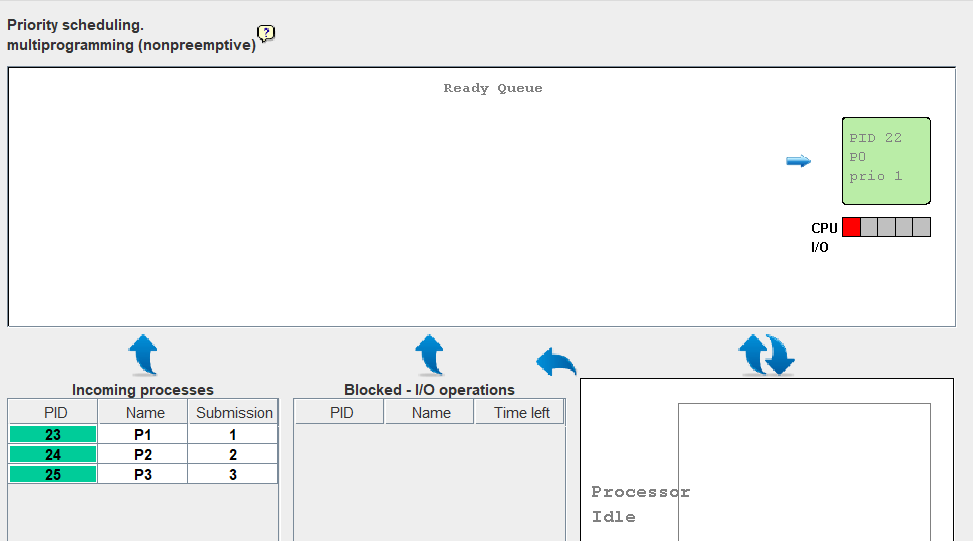 Priority scheduling.
multiprogramming (nonpreemptive)
?
Ready Queue
PID 22
PO
prio 1
CPU
I/O
Incoming processes
PID Name Submission
23 P1 1
24 P2 2
25 P3 3
Blocked - I/O operations
PID Name Time left
Processor
Idle